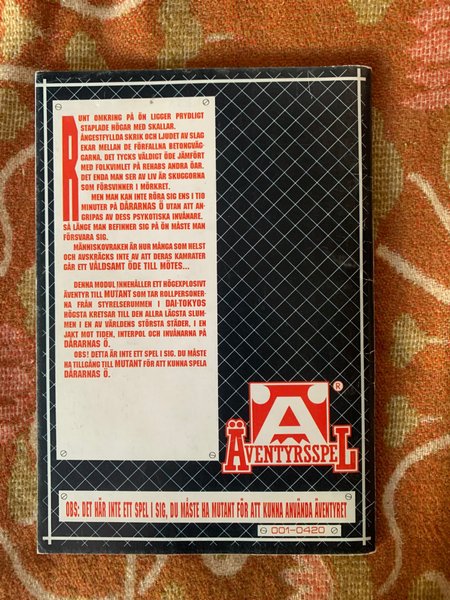 RUNT OMKRING PÅ ÖN LIGGER PRYDLIGT
STAPLADE HÖGAR MED SKALLAR.
ÅNGESTFYLLDA SKRIK OCH LJUDET AV SLAG
EKAR MELLAN DE FÖRFALLNA BETONGVÄG-
GARNA. DET TYCKS VÄLDIGT ÖDE JÄMFÖRT
MED FOLKVIMLET PÅ REHABS ANDRA ÖAR.
DET ENDA MAN SER AV LIV ÄR SKUGGORNA
SOM FÖRSVINNER I MÖRKRET.
MEN MAN KAN INTE RÖRA SIG ENS I TIO
MINUTER PÅ DÅRARNAS Ö UTAN ATT AN-
GRIPAS AV DESS PSYKOTISKA INVÅNARE.
SÅ LÄNGE MAN BEFINNER SIG PÅ ÖN MÅSTE MAN
FÖRSVARA SIG.
MÄNNISKOVRAKEN ÄR HUR MÅNGA SOM HELST
OCH AVSKRÄCKS INTE AV ATT DERAS KAMRATER
GÅR ETT VÅLDSAMT ÖDE TILL MÖTES...
DENNA MODUL INNEHÅLLER ETT HÖGEXPLOSIVT
ÄVENTYR TILL MUTANT SOM TAR ROLLPERSONER-
NA FRÅN STYRELSERUMMEN I DAI-TOKYOS
HÖGSTA KRETSAR TILL DEN ALLRA LÄGSTA SLUM-
MEN I EN AV VÄRLDENS STÖRSTA STÄDER, I EN
JAKT MOT TIDEN, INTERPOL OCH INVÅNARNA PÅ
DÅRARNAS Ö.
OBS! DETTA ÄR INTE ETT SPEL I SIG. DU MÅSTE
HA TILLGÅNG TILL MUTANT FÖR ATT KUNNA SPELA
DÅRARNAS Ö.
Ä ®
ÄVENTYRSSPEL
OBS: DET HÄR INTE ETT SPEL I SIG, DU MÅSTE HA MUTANT FÖR ATT KUNNA ANVÄNDA ÄVENTYRET
001-0420